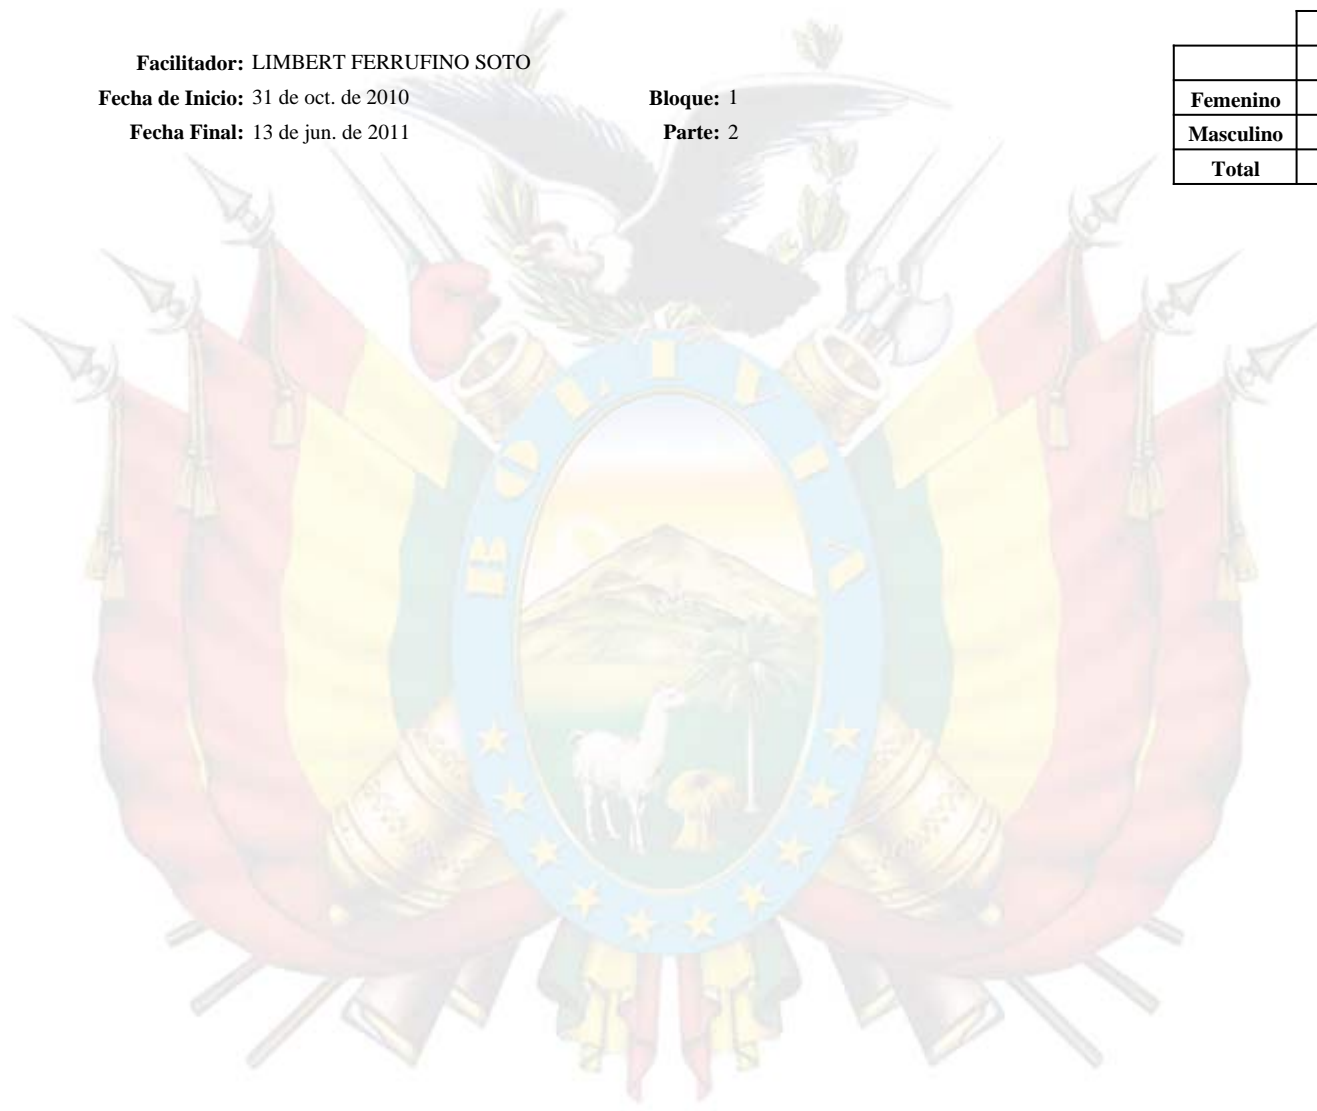 Facilitador: LIMBERT FERRUFINO SOTO
Fecha de Inicio: 31 de oct. de 2010 Bloque: 1
Fecha Final: 13 de jun. de 2011 Parte: 2
Femenino
Masculino
Total
BOLIVIA